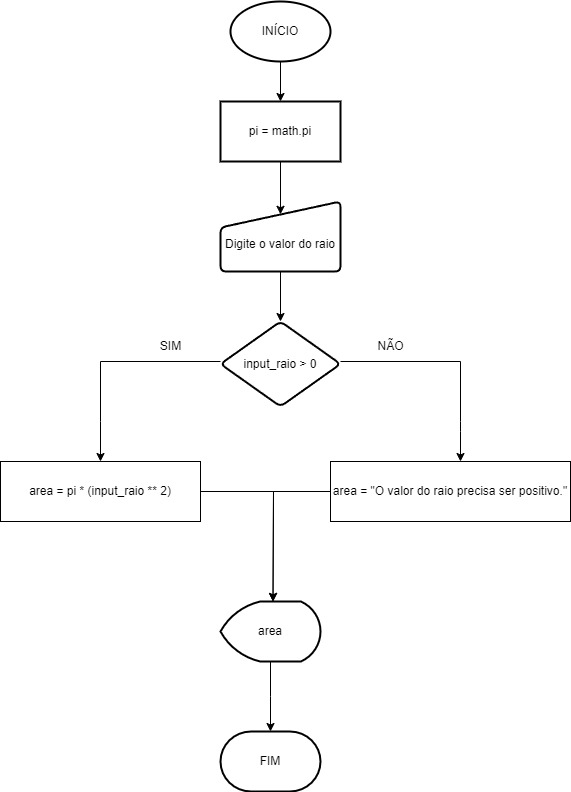 INÍCIO
pi = math.pi
Digite o valor do raio
input_raio > 0
SIM
NÃO
area = pi * (input_raio ** 2)
area = "O valor do raio precisa ser positivo."
area
FIM